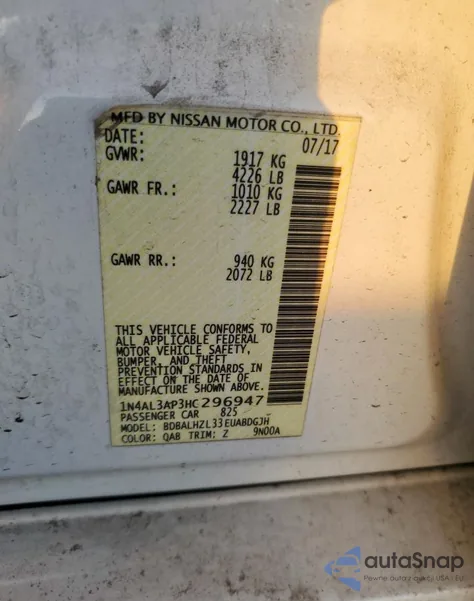 MFD BY NISSAN MOTOR CO., LTD.
DATE: 07/17
GVWR: 1917 KG
4226 LB
GAWR FR.: 1010 KG
2227 LB
GAWR RR.: 940 KG
2072 LB
THIS VEHICLE CONFORMS TO
ALL APPLICABLE FEDERAL
MOTOR VEHICLE SAFETY,
BUMPER, AND THEFT
PREVENTION STANDARDS IN
EFFECT ON THE DATE OF
MANUFACTURE SHOWN ABOVE.
1N4AL3AP3HC296947
PASSENGER CAR 825
MODEL: BDBALHZL33EUABDGJH
COLOR: QAB TRIM: Z 9N00A
autaSnap
Pewne auta z